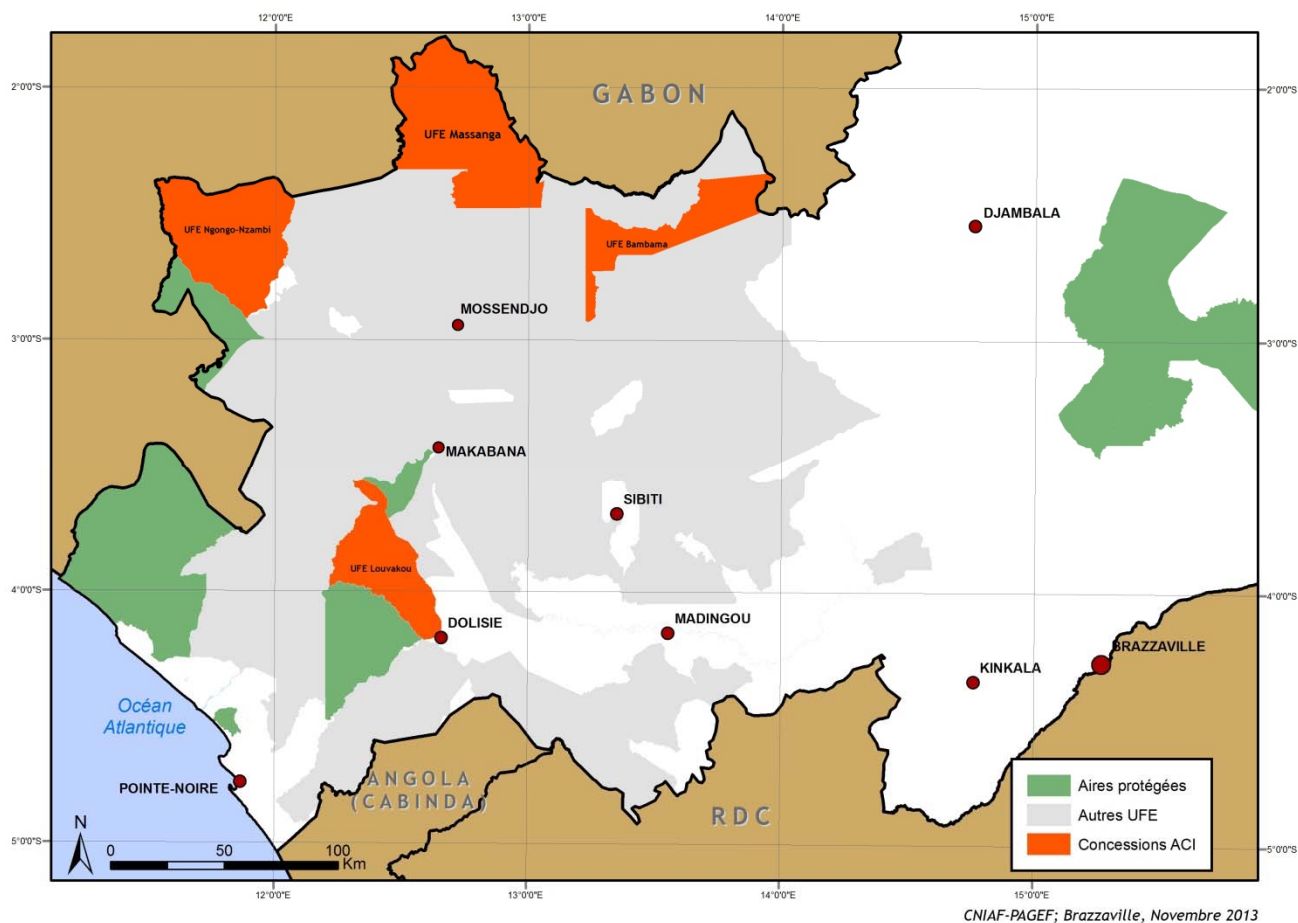 12°0'0"E
13°0'0"E
14°0'0"E
15°0'0"E
2°0'0"S
2°0'0"S
GABON
UFE Massanga
DJAMBALA
UFE Ngongo-Nzambi
UFE Bambama
MOSSENDJO
3°0'0"S
3°0'0"S
MAKABANA
SIBITI
UFE Louvakou
4°0'0"S
4°0'0"S
DOLISIE
MADINGOU
BRAZZAVILLE
KINKALA
Océan
Atlantique
POINTE-NOIRE
ANGOLA
(CABINDA)
RDC
Aires protégées
Autres UFE
Concessions ACI
N
0 50 100
Km
5°0'0"S
5°0'0"S
12°0'0"E
13°0'0"E
14°0'0"E
15°0'0"E
CNIAF-PAGEF; Brazzaville, Novembre 2013